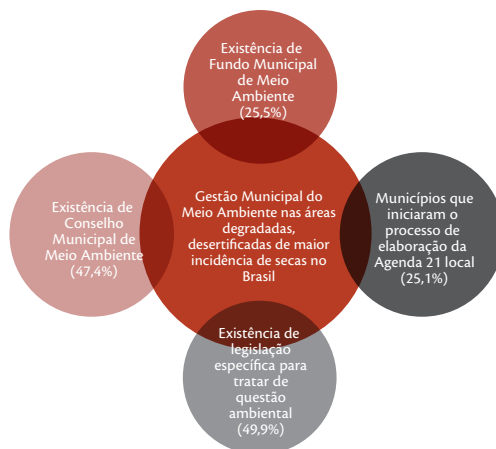 Existência de
Fundo Municipal
de Meio
Ambiente
(25,5%)
Existência de
Conselho
Municipal de
Meio Ambiente
(47,4%)
Gestão Municipal do
Meio Ambiente nas áreas
degradadas,
desertificadas de maior
incidência de secas no
Brasil
Municípios que
iniciaram o
processo de
elaboração da
Agenda 21 local
(25,1%)
Existência de
legislação
específica para
tratar de
questão
ambiental
(49,9%)